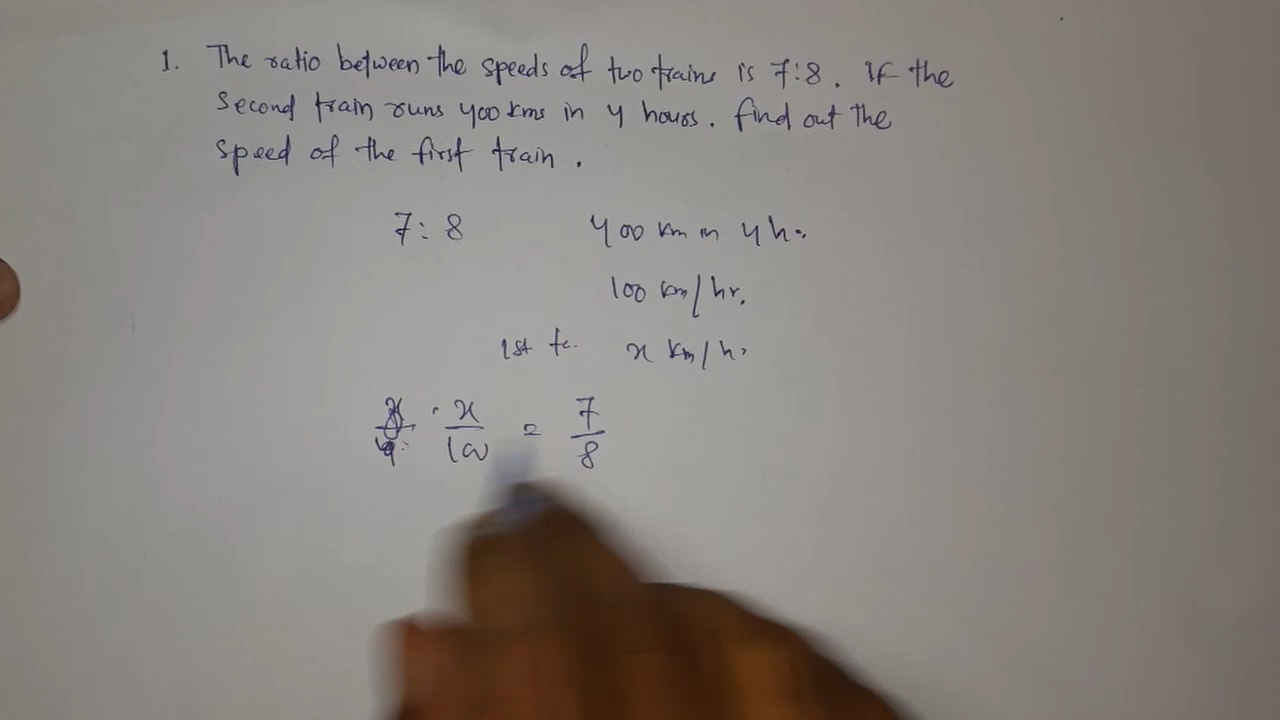 1. The ratio between the speeds of two trains is 7:8. If the
second train runs 400 kms in 4 hours. find out the
speed of the first train.
7: 8 400 km in 4 h.
100 km/hr.
1st tr. x km/h.
x/100 = 7/8